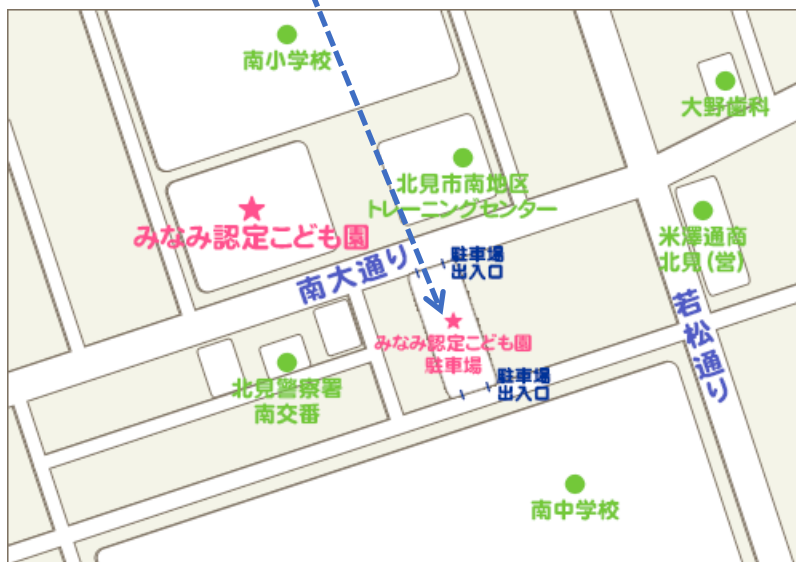 南小学校
大野歯科
北見市南地区
トレーニングセンター
みなみ認定こども園
米澤通商
北見(営)
南大通り
駐車場
出入口
若松通り
みなみ認定こども園
駐車場
北見警察署
南交番
駐車場
出入口
南中学校